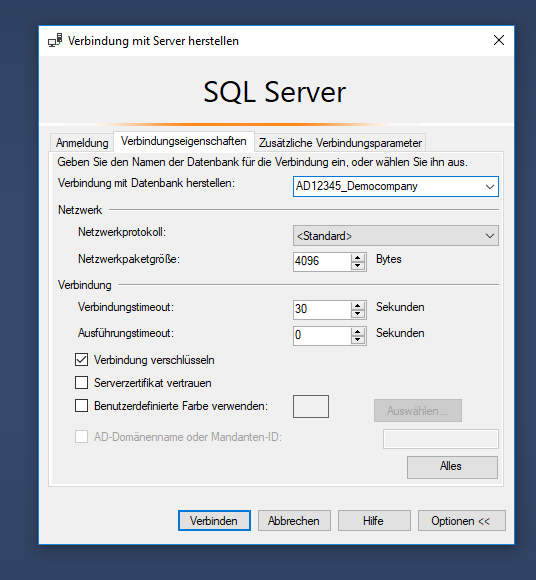 Verbindung mit Server herstellen
SQL Server
Anmeldung Verbindungseigenschaften Zusätzliche Verbindungsparameter
Geben Sie den Namen der Datenbank für die Verbindung ein, oder wählen Sie ihn aus.
Verbindung mit Datenbank herstellen: AD12345_Democompany
Netzwerk
Netzwerkprotokoll: <Standard>
Netzwerkpaketgröße: 4096 Bytes
Verbindung
Verbindungstimeout: 30 Sekunden
Ausführungstimeout: 0 Sekunden
Verbindung verschlüsseln
Serverzertifikat vertrauen
Benutzerdefinierte Farbe verwenden: Auswählen...
AD-Domänenname oder Mandanten-ID:
Alles
Verbinden Abbrechen Hilfe Optionen <<